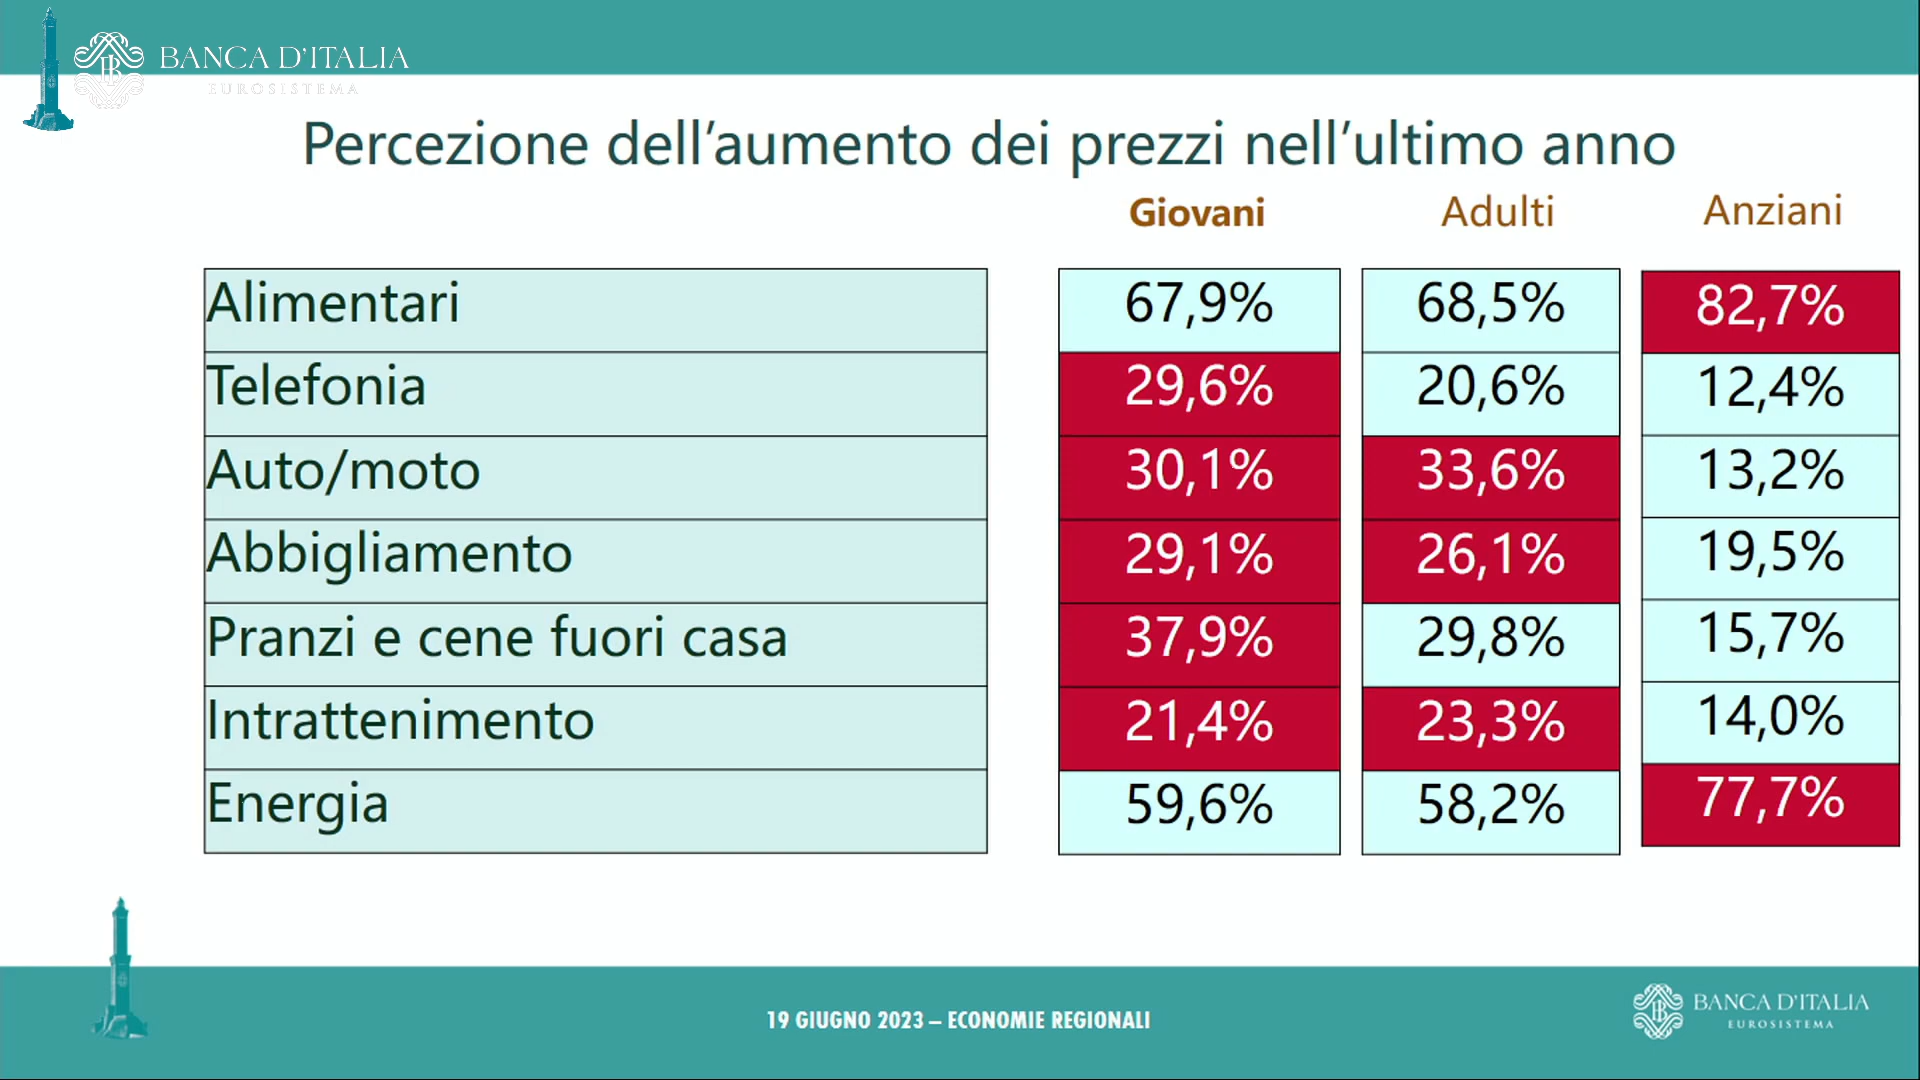 BANCA D'ITALIA
EUROSISTEMA
Percezione dell'aumento dei prezzi nell'ultimo anno
Giovani Adulti Anziani
Alimentari 67,9% 68,5% 82,7%
Telefonia 29,6% 20,6% 12,4%
Auto/moto 30,1% 33,6% 13,2%
Abbigliamento 29,1% 26,1% 19,5%
Pranzi e cene fuori casa 37,9% 29,8% 15,7%
Intrattenimento 21,4% 23,3% 14,0%
Energia 59,6% 58,2% 77,7%
19 GIUGNO 2023 – ECONOMIE REGIONALI
BANCA D'ITALIA
EUROSISTEMA